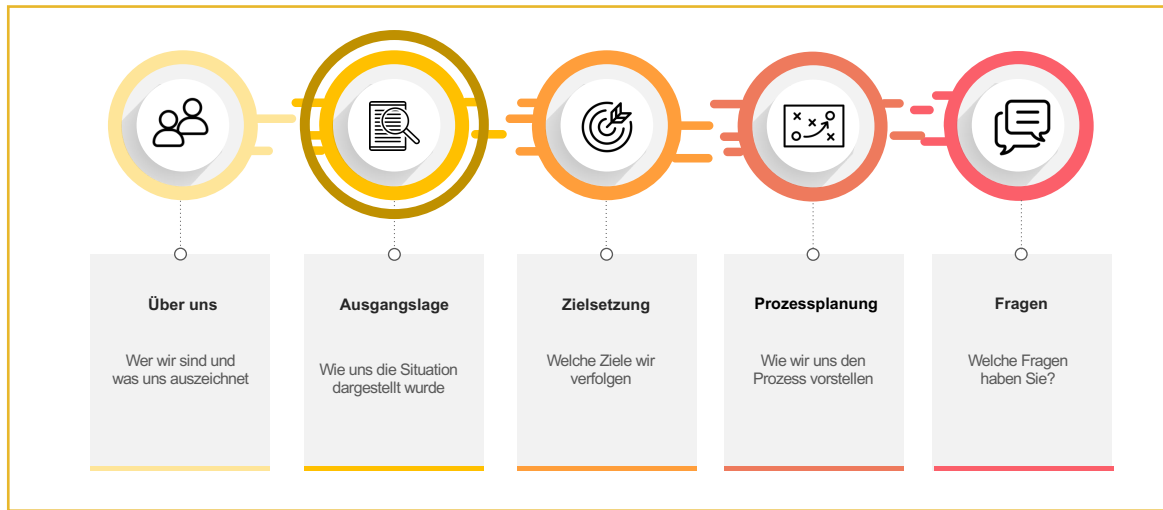 Über uns
Wer wir sind und
was uns auszeichnet
Ausgangslage
Wie uns die Situation
dargestellt wurde
Zielsetzung
Welche Ziele wir
verfolgen
Prozessplanung
Wie wir uns den
Prozess vorstellen
Fragen
Welche Fragen
haben Sie?